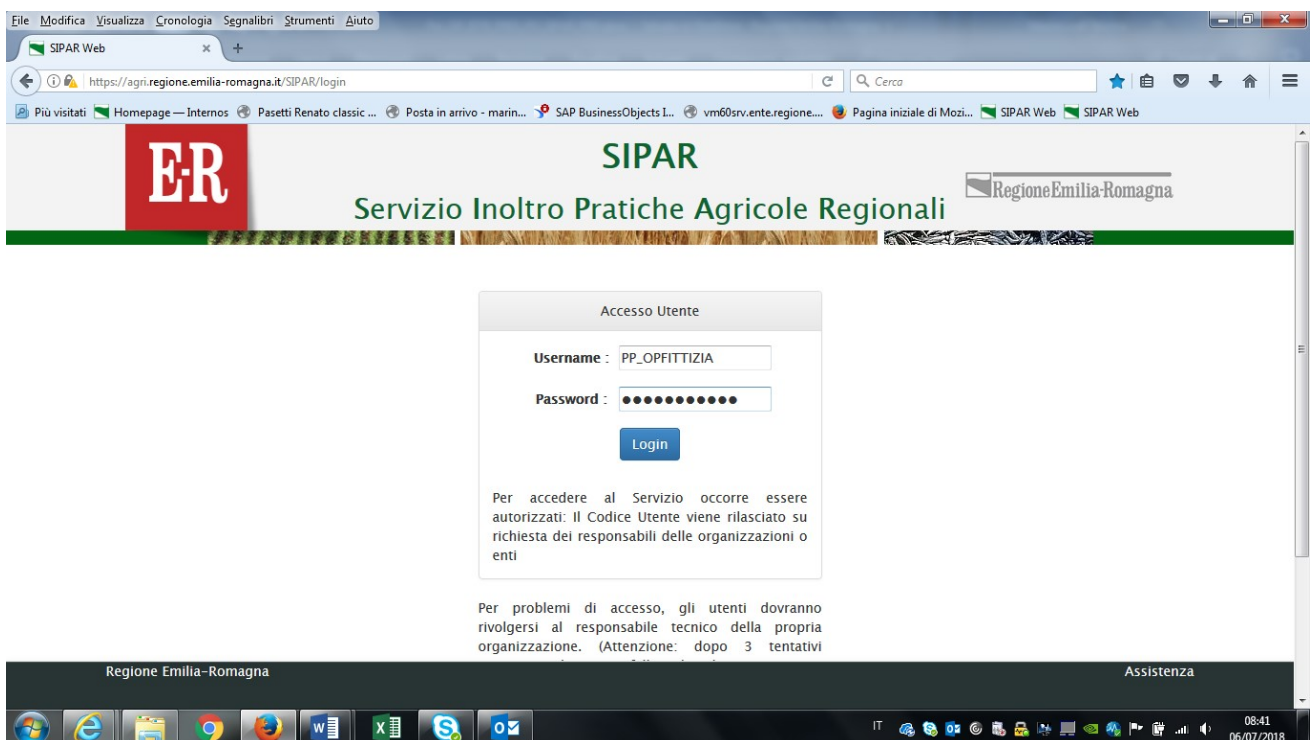 File Modifica Visualizza Cronologia Segnalibri Strumenti Aiuto
SIPAR Web
https://agri.regione.emilia-romagna.it/SIPAR/login
Cerca
Più visitati Homepage — Internos Pasetti Renato classic ... Posta in arrivo - marin... SAP BusinessObjects I... vm60srv.ente.regione.... Pagina iniziale di Mozi... SIPAR Web SIPAR Web
E·R
SIPAR
Servizio Inoltro Pratiche Agricole Regionali
RegioneEmilia-Romagna
Accesso Utente
Username : PP_OPFITTIZIA
Password : ●●●●●●●●●●●
Login
Per accedere al Servizio occorre essere
autorizzati: Il Codice Utente viene rilasciato su
richiesta dei responsabili delle organizzazioni o
enti
Per problemi di accesso, gli utenti dovranno
rivolgersi al responsabile tecnico della propria
organizzazione. (Attenzione: dopo 3 tentativi
Regione Emilia-Romagna
Assistenza
IT
08:41
06/07/2018